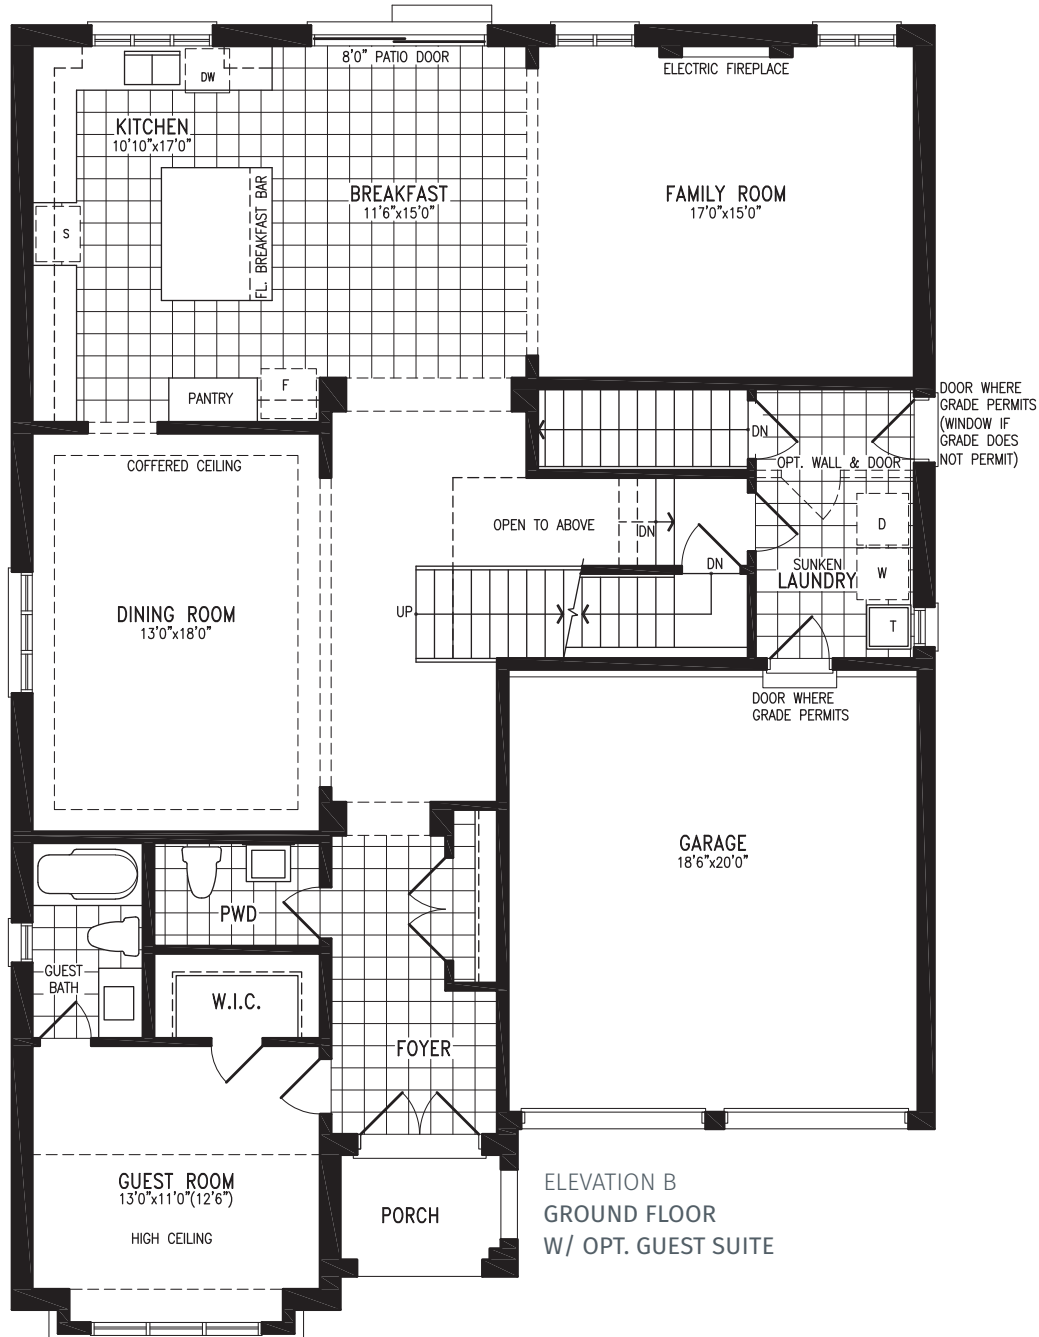 8'0" PATIO DOOR
DW
ELECTRIC FIREPLACE
KITCHEN
10'10"x17'0"
BREAKFAST
11'6"x15'0"
FAMILY ROOM
17'0"x15'0"
S
FL. BREAKFAST BAR
PANTRY
F
DOOR WHERE
GRADE PERMITS
(WINDOW IF
GRADE DOES
NOT PERMIT)
DN
OPT. WALL & DOOR
COFFERED CEILING
OPEN TO ABOVE
DN
D
DN
SUNKEN
LAUNDRY
W
UP
DINING ROOM
13'0"x18'0"
T
DOOR WHERE
GRADE PERMITS
GARAGE
18'6"x20'0"
PWD
GUEST
BATH
W.I.C.
FOYER
GUEST ROOM
13'0"x11'0"(12'6")
HIGH CEILING
PORCH
ELEVATION B
GROUND FLOOR
W/ OPT. GUEST SUITE